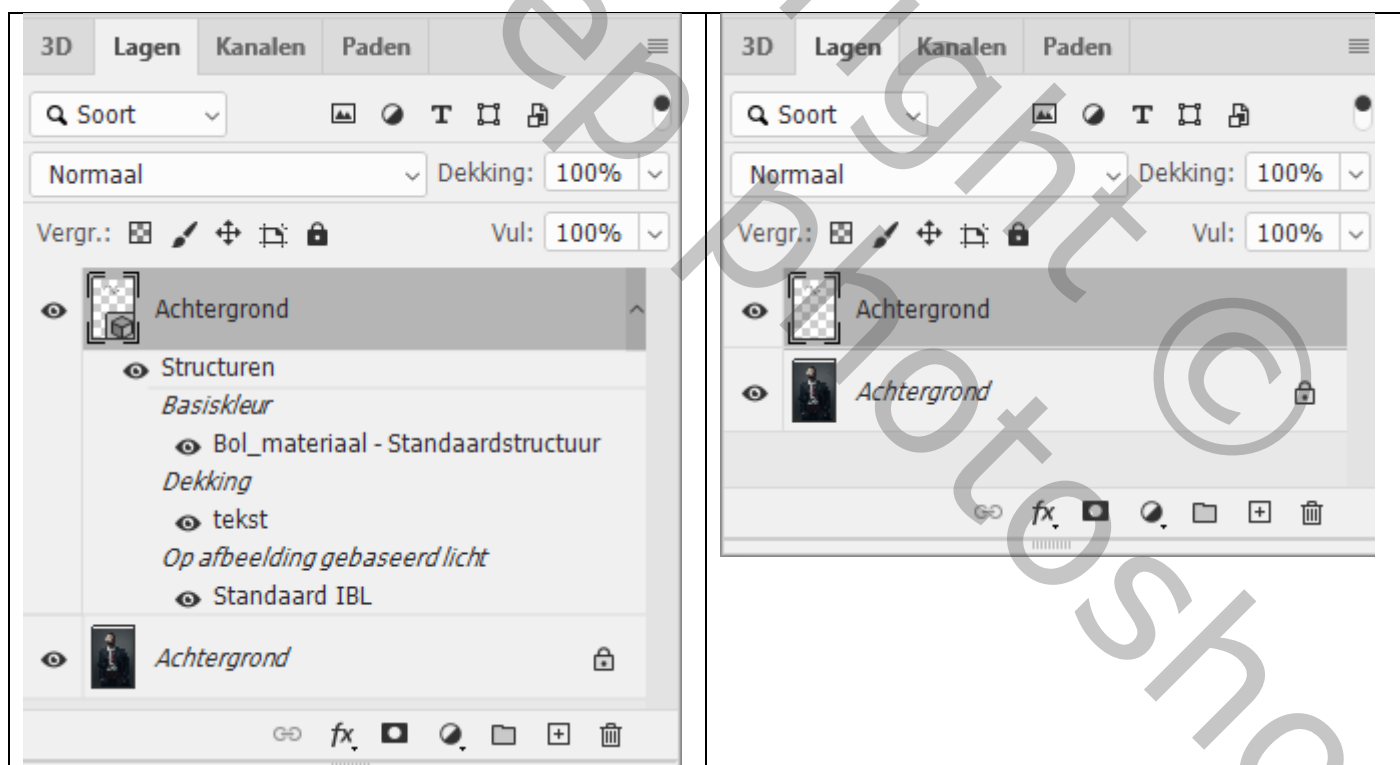 3D Lagen Kanalen Paden
Soort
Normaal Dekking: 100%
Vergr.: Vul: 100%
Achtergrond
Structuren
Basiskleur
Bol_materiaal - Standaardstructuur
Dekking
tekst
Op afbeelding gebaseerd licht
Standaard IBL
Achtergrond
fx
3D Lagen Kanalen Paden
Soort
Normaal Dekking: 100%
Vergr.: Vul: 100%
Achtergrond
Achtergrond
fx
©